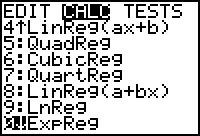 EDIT CALC TESTS
4↑LinReg(ax+b)
5:QuadReg
6:CubicReg
7:QuartReg
8:LinReg(a+bx)
9:LnReg
0↓ExpReg